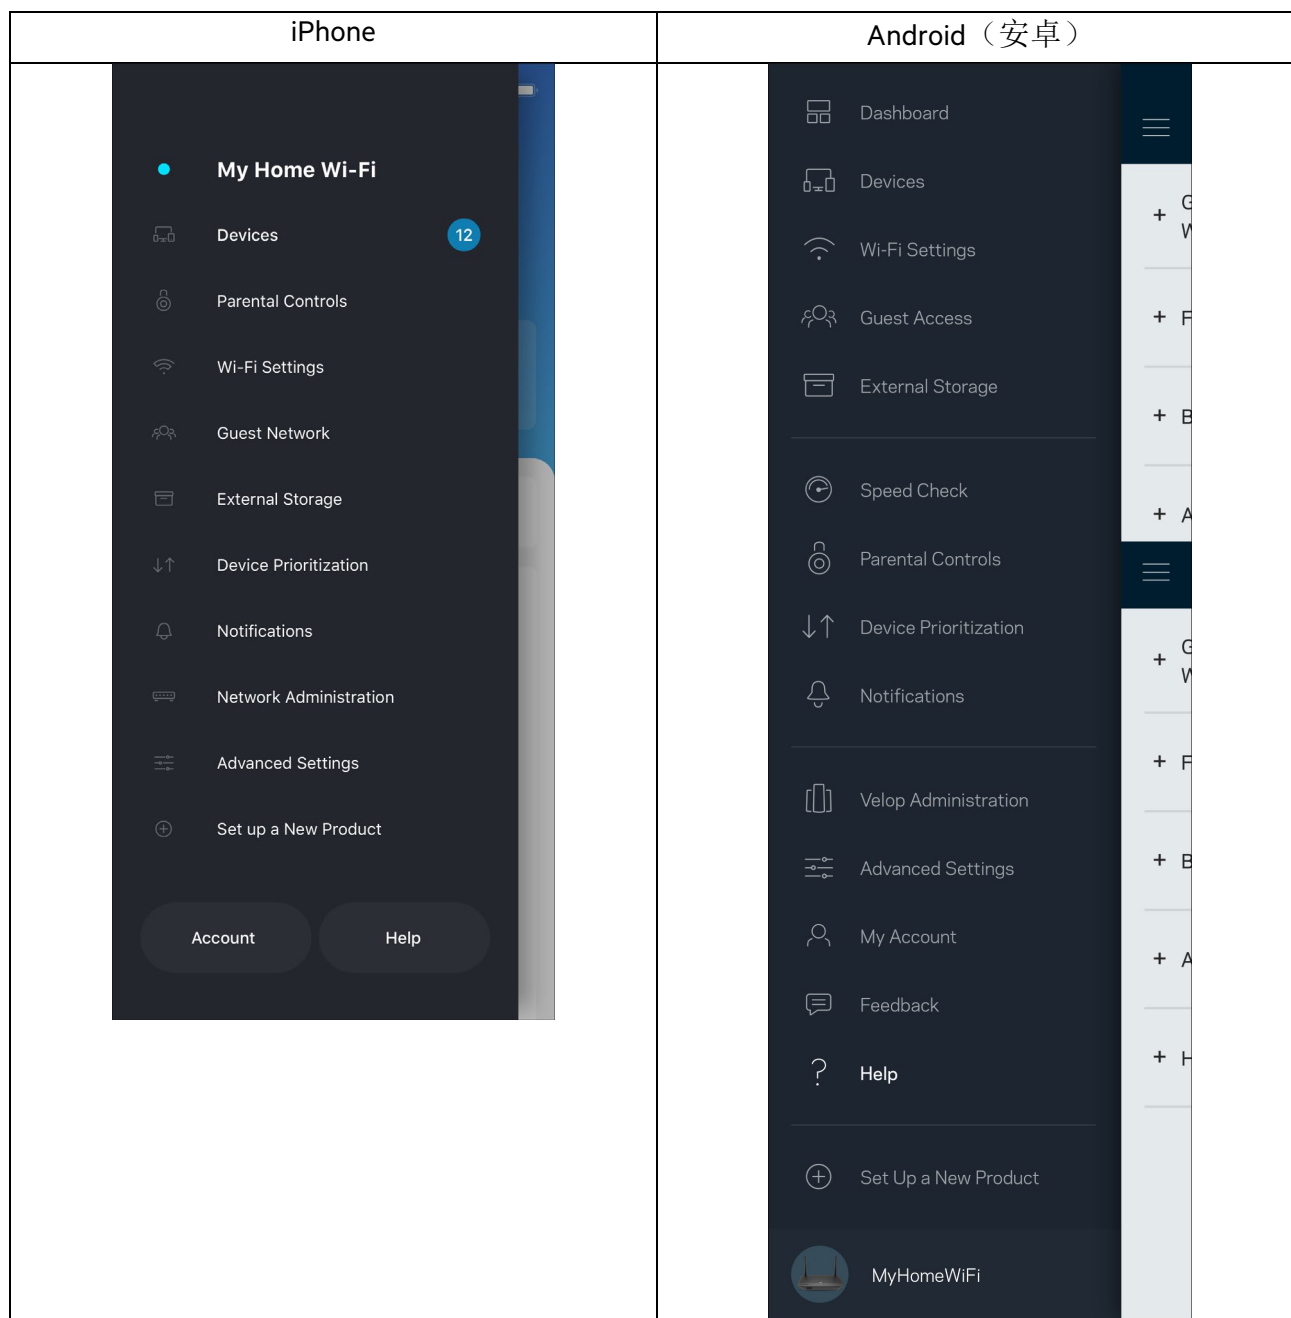 iPhone
Android（安卓）
My Home Wi-Fi
Devices 12
Parental Controls
Wi-Fi Settings
Guest Network
External Storage
Device Prioritization
Notifications
Network Administration
Advanced Settings
Set up a New Product
Account Help
Dashboard
Devices
Wi-Fi Settings
Guest Access
External Storage
Speed Check
Parental Controls
Device Prioritization
Notifications
Velop Administration
Advanced Settings
My Account
Feedback
Help
Set Up a New Product
MyHomeWiFi